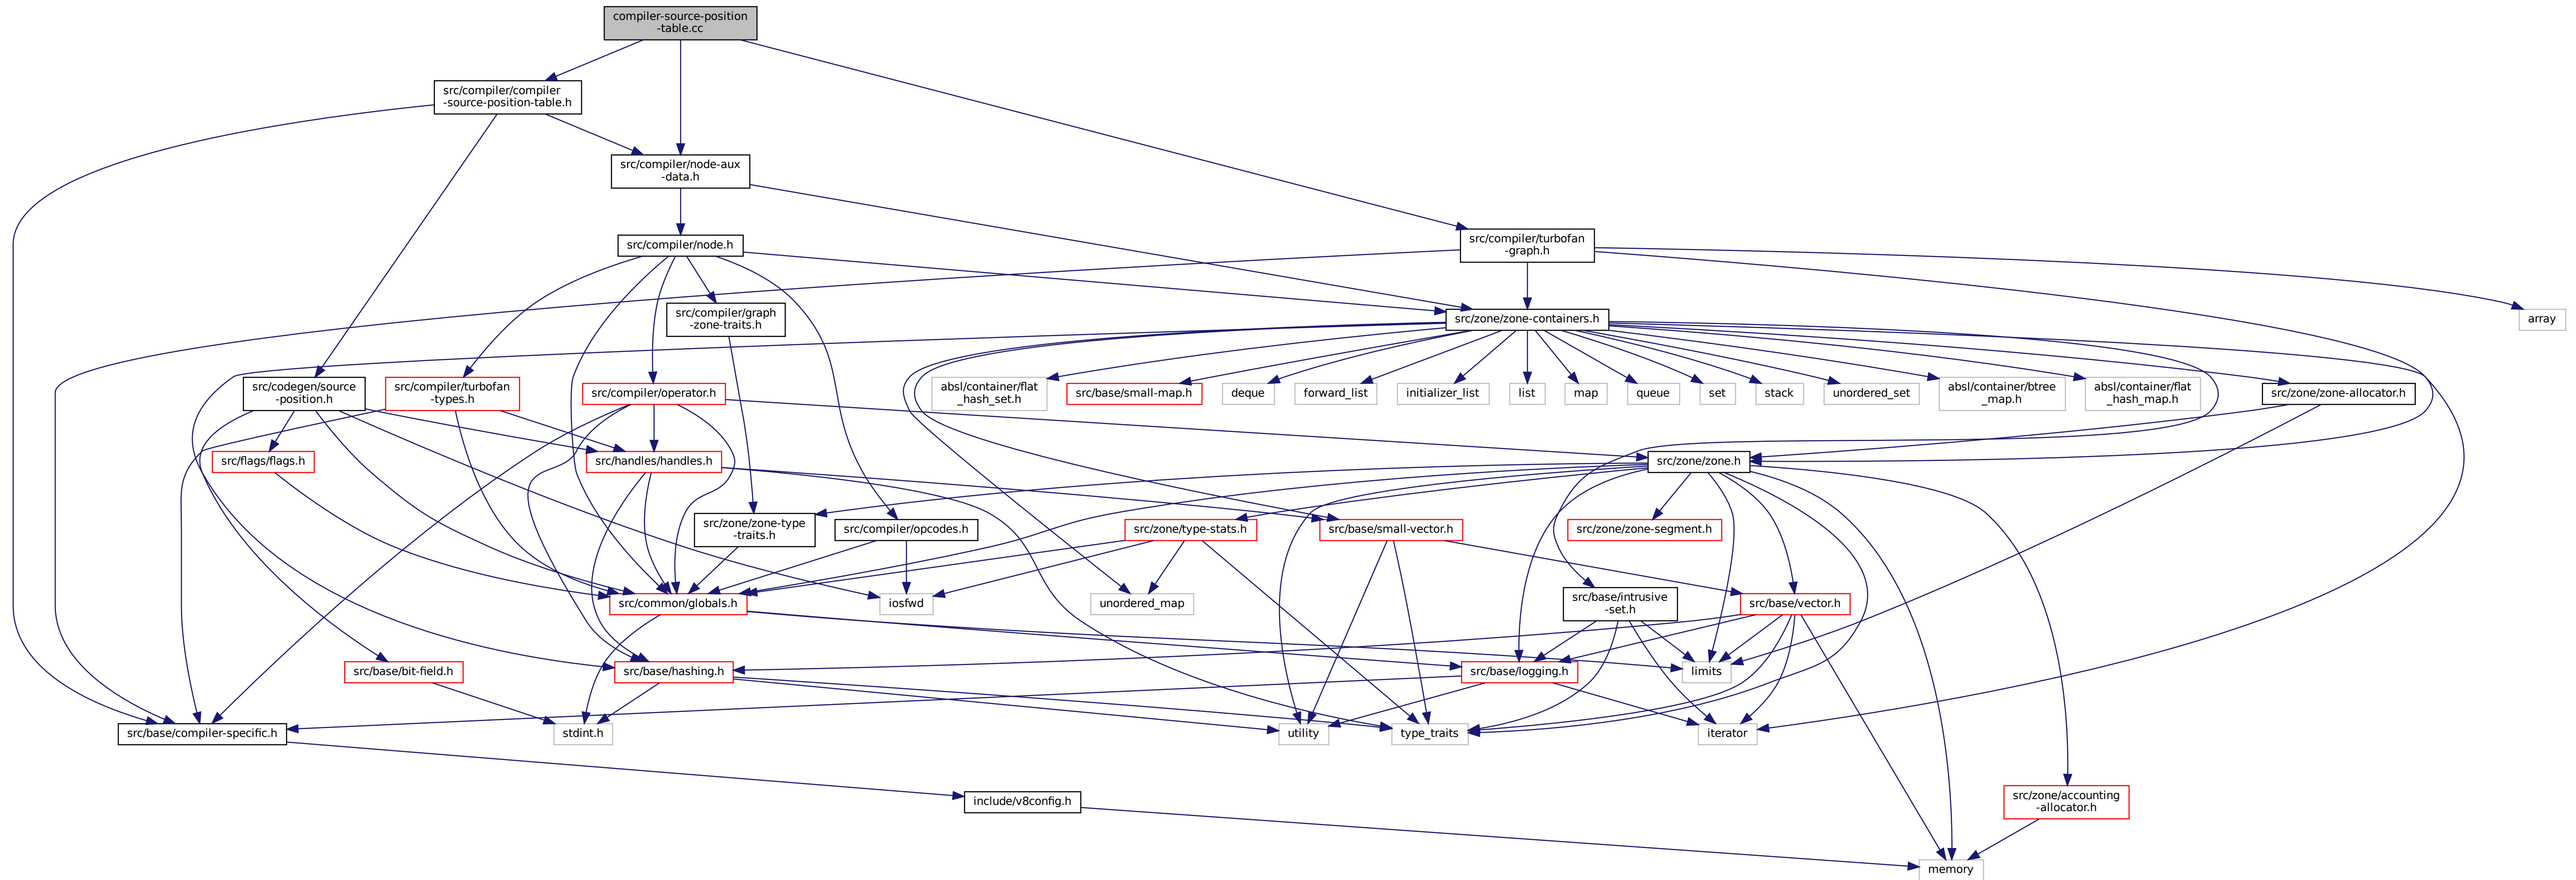 compiler-source-position
-table.cc
src/compiler/compiler
-source-position-table.h
src/compiler/node-aux
-data.h
src/compiler/node.h
src/compiler/turbofan
-graph.h
src/compiler/graph
-zone-traits.h
src/zone/zone-containers.h
array
src/codegen/source
-position.h
src/compiler/turbofan
-types.h
src/compiler/operator.h
absl/container/flat
_hash_set.h
src/base/small-map.h
deque
forward_list
initializer_list
list
map
queue
set
stack
unordered_set
absl/container/btree
_map.h
absl/container/flat
_hash_map.h
src/zone/zone-allocator.h
src/flags/flags.h
src/handles/handles.h
src/zone/zone.h
src/zone/zone-type
-traits.h
src/compiler/opcodes.h
src/zone/type-stats.h
src/base/small-vector.h
src/zone/zone-segment.h
src/common/globals.h
iosfwd
unordered_map
src/base/intrusive
-set.h
src/base/vector.h
src/base/bit-field.h
src/base/hashing.h
src/base/logging.h
limits
src/base/compiler-specific.h
stdint.h
utility
type_traits
iterator
include/v8config.h
src/zone/accounting
-allocator.h
memory